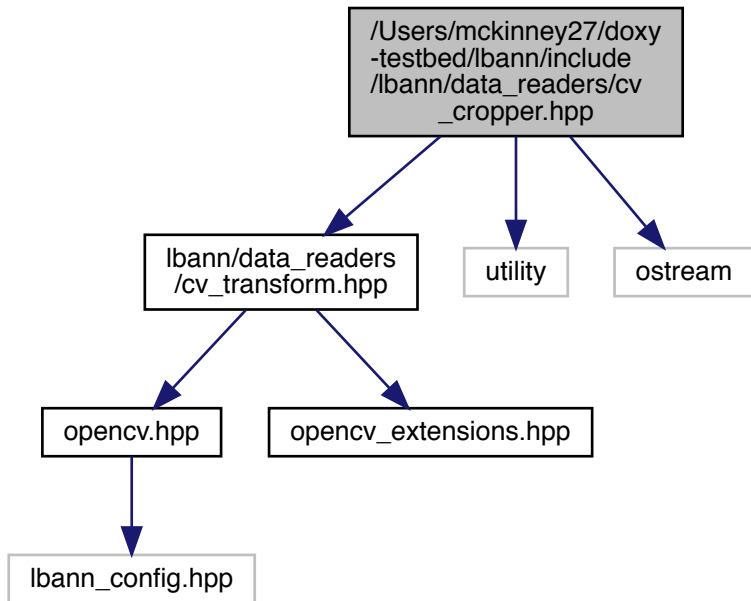 /Users/mckinney27/doxy
-testbed/lbann/include
/lbann/data_readers/cv
_cropper.hpp
lbann/data_readers
/cv_transform.hpp
utility
ostream
opencv.hpp
opencv_extensions.hpp
lbann_config.hpp